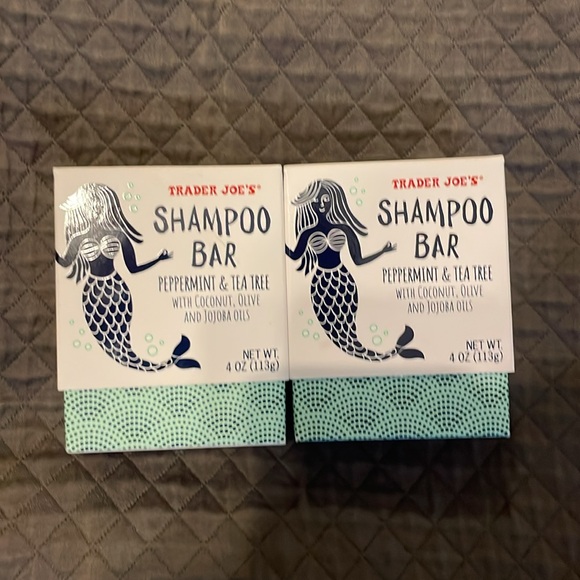 TRADER JOE'S®
SHAMPOO
BAR
PEPPERMINT & TEA TREE
WITH COCONUT, OLIVE
AND JOJOBA OILS
NET WT.
4 OZ (113g)
TRADER JOE'S®
SHAMPOO
BAR
PEPPERMINT & TEA TREE
WITH COCONUT, OLIVE
AND JOJOBA OILS
NET WT.
4 OZ (113g)